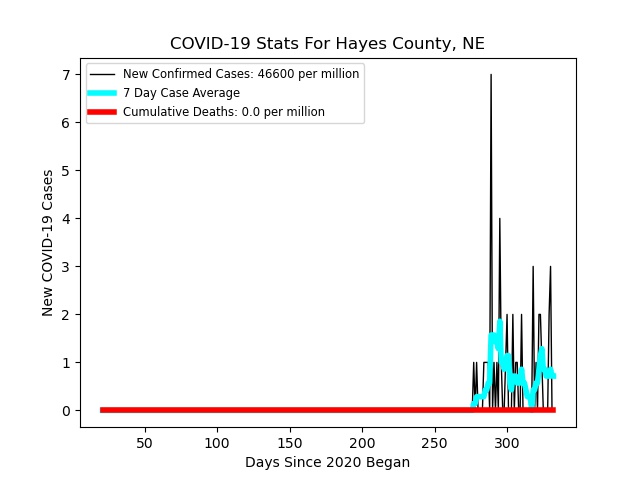 COVID-19 Stats For Hayes County, NE
New Confirmed Cases: 46600 per million
7 Day Case Average
Cumulative Deaths: 0.0 per million
New COVID-19 Cases
7
6
5
4
3
2
1
0
50 100 150 200 250 300
Days Since 2020 Began